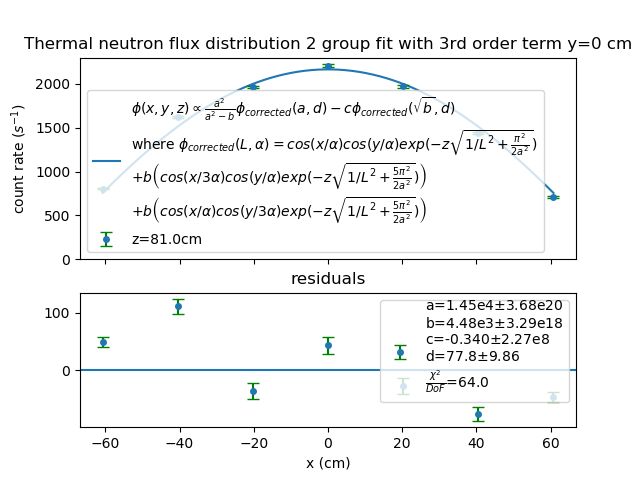 Thermal neutron flux distribution 2 group fit with 3rd order term y=0 cm
count rate (s⁻¹)
2000
1500
1000
500
0
ϕ(x, y, z) ∝ a²/(a²−b) ϕcorrected(a, d) − cϕcorrected(√b, d)
where ϕcorrected(L, α) = cos(x/α)cos(y/α)exp(−z√(1/L² + π²/2a²))
+b(cos(x/3α)cos(y/α)exp(−z√(1/L² + 5π²/2a²)))
+b(cos(x/α)cos(y/3α)exp(−z√(1/L² + 5π²/2a²)))
z=81.0cm
residuals
100
0
a=1.45e4±3.68e20
b=4.48e3±3.29e18
c=-0.340±2.27e8
d=77.8±9.86
χ²/DoF=64.0
−60 −40 −20 0 20 40 60
x (cm)